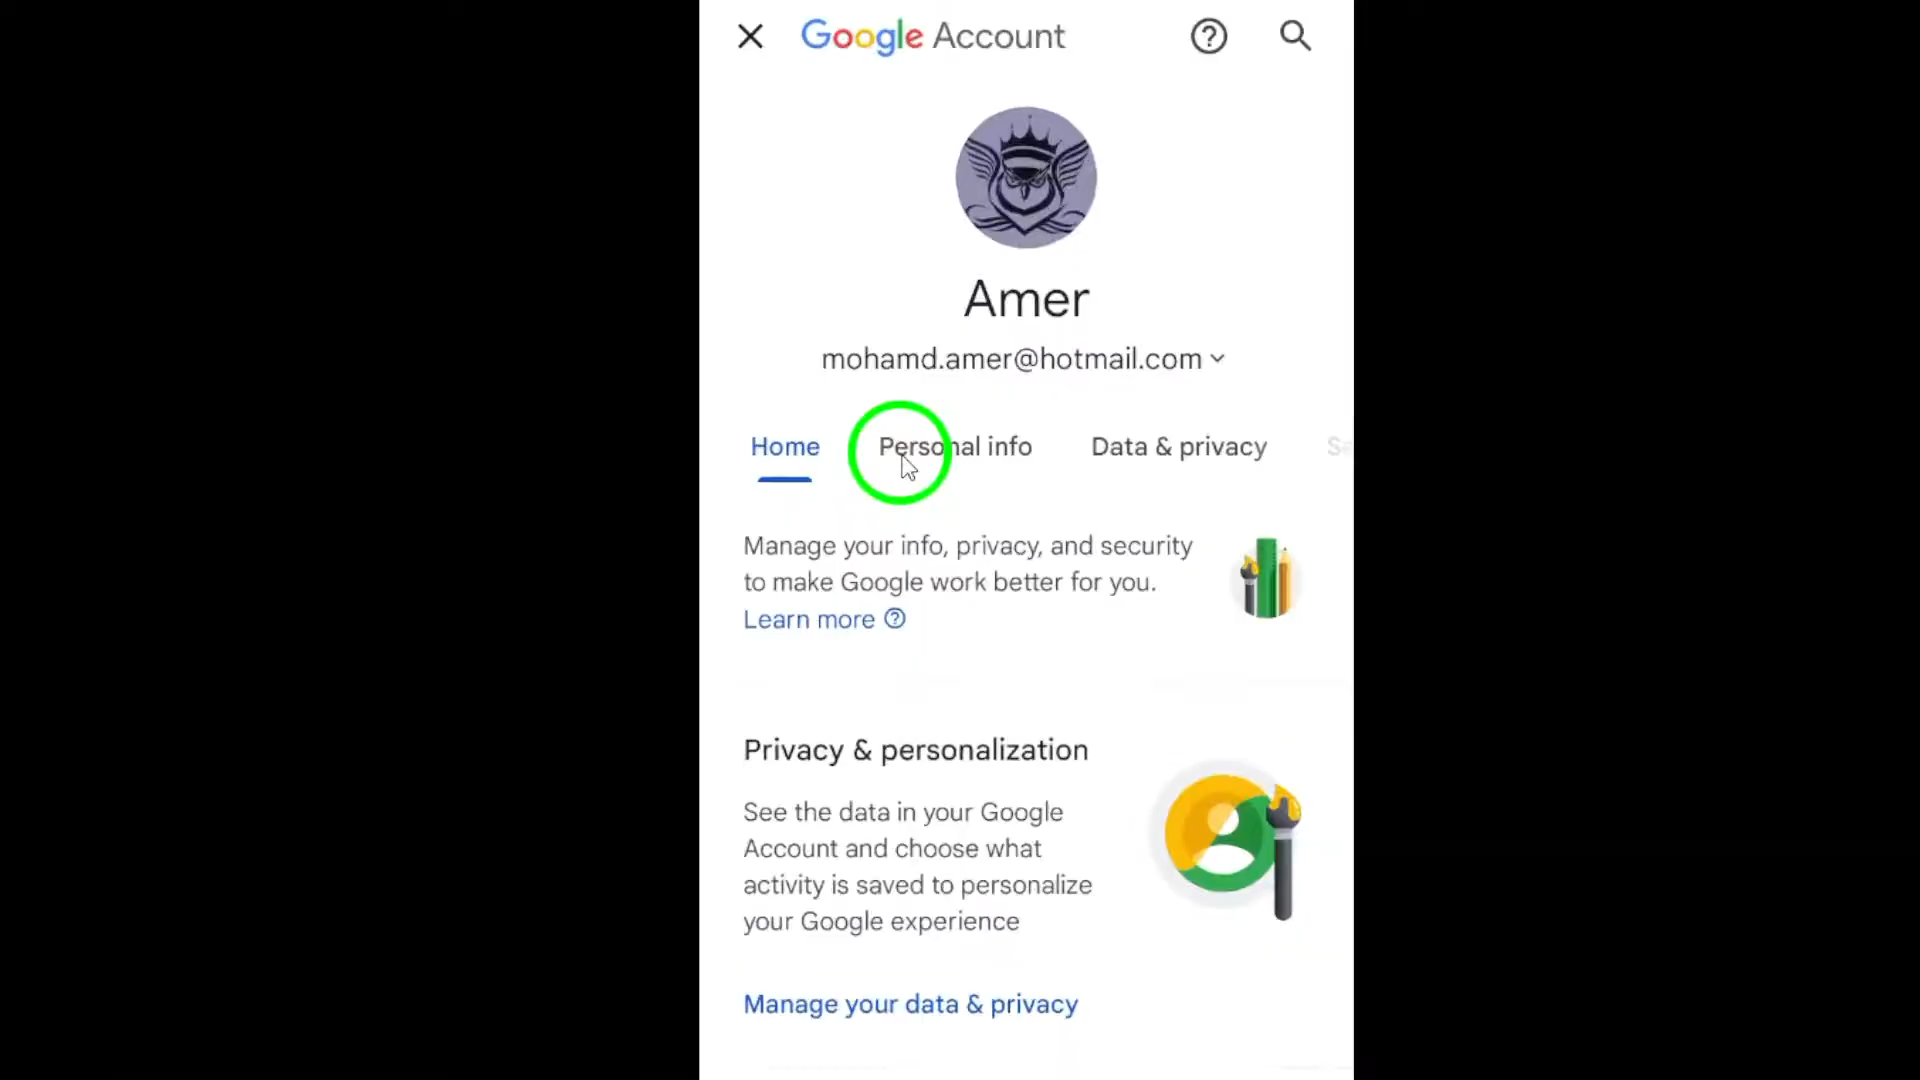 Google Account
Amer
mohamd.amer@hotmail.com
Home Personal info Data & privacy Se
Manage your info, privacy, and security
to make Google work better for you.
Learn more
Privacy & personalization
See the data in your Google
Account and choose what
activity is saved to personalize
your Google experience
Manage your data & privacy